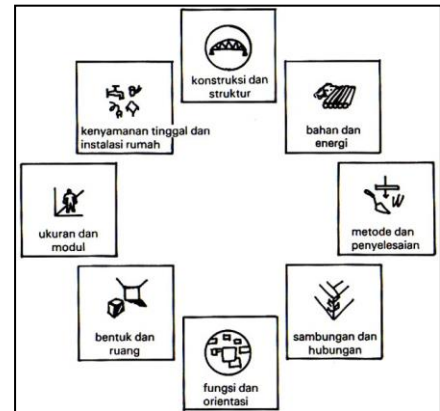 konstruksi dan
struktur
kenyamanan tinggal dan
instalasi rumah
bahan dan
energi
ukuran dan
modul
metode dan
penyelesaian
bentuk dan
ruang
sambungan dan
hubungan
fungsi dan
orientasi